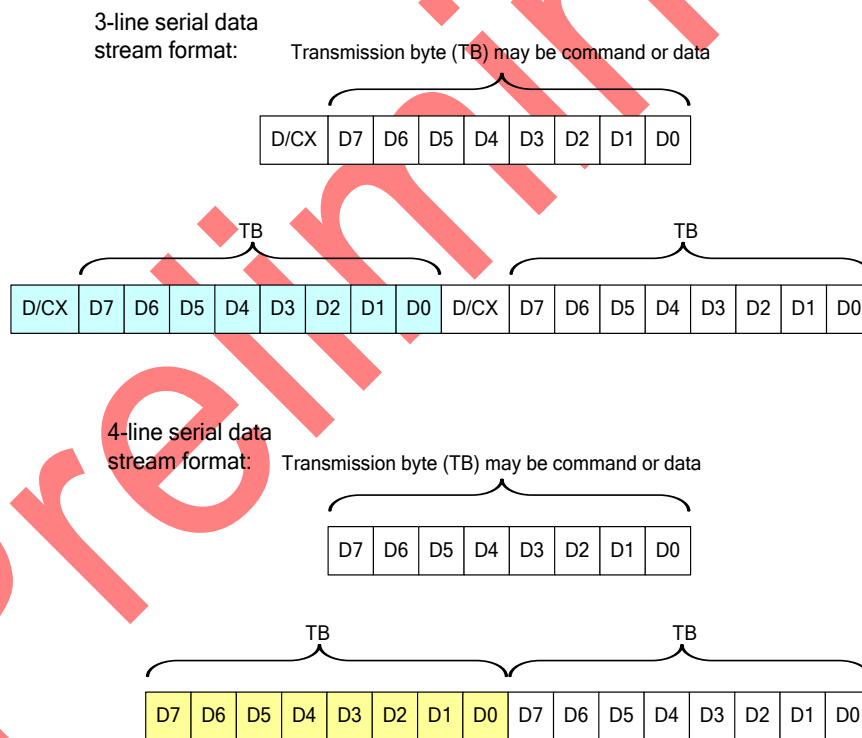 3-line serial data
stream format:
Transmission byte (TB) may be command or data
D/CX D7 D6 D5 D4 D3 D2 D1 D0
TB TB
D/CX D7 D6 D5 D4 D3 D2 D1 D0 D/CX D7 D6 D5 D4 D3 D2 D1 D0
4-line serial data
stream format:
Transmission byte (TB) may be command or data
D7 D6 D5 D4 D3 D2 D1 D0
TB TB
D7 D6 D5 D4 D3 D2 D1 D0 D7 D6 D5 D4 D3 D2 D1 D0
Prelimin